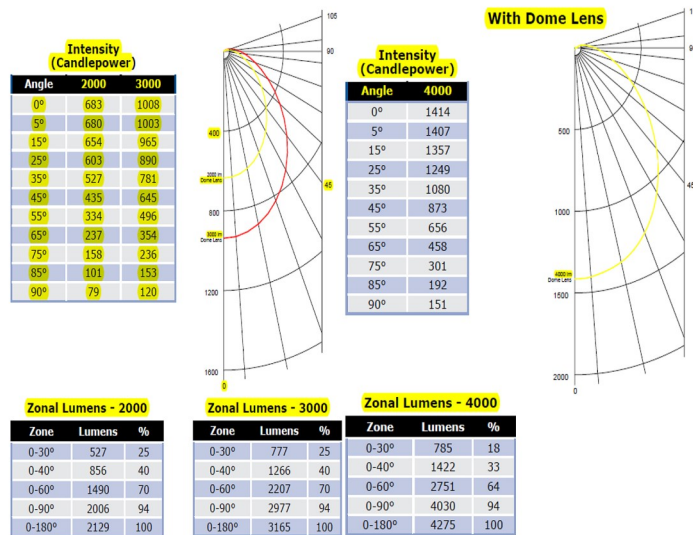 With Dome Lens
Intensity
(Candlepower)
Angle 2000 3000
0º 683 1008
5º 680 1003
15º 654 965
25º 603 890
35º 527 781
45º 435 645
55º 334 496
65º 237 354
75º 158 236
85º 101 153
90º 79 120
105
90
400
2000 lm
Dome Lens
45
800
3000 lm
Dome Lens
1200
1600
0
Intensity
(Candlepower)
Angle 4000
0º 1414
5º 1407
15º 1357
25º 1249
35º 1080
45º 873
55º 656
65º 458
75º 301
85º 192
90º 151
500
1000
4000 lm
Dome Lens
1500
2000
0
Zonal Lumens - 2000
Zone Lumens %
0-30º 527 25
0-40º 856 40
0-60º 1490 70
0-90º 2006 94
0-180º 2129 100
Zonal Lumens - 3000
Zone Lumens %
0-30º 777 25
0-40º 1266 40
0-60º 2207 70
0-90º 2977 94
0-180º 3165 100
Zonal Lumens - 4000
Zone Lumens %
0-30º 785 18
0-40º 1422 33
0-60º 2751 64
0-90º 4030 94
0-180º 4275 100